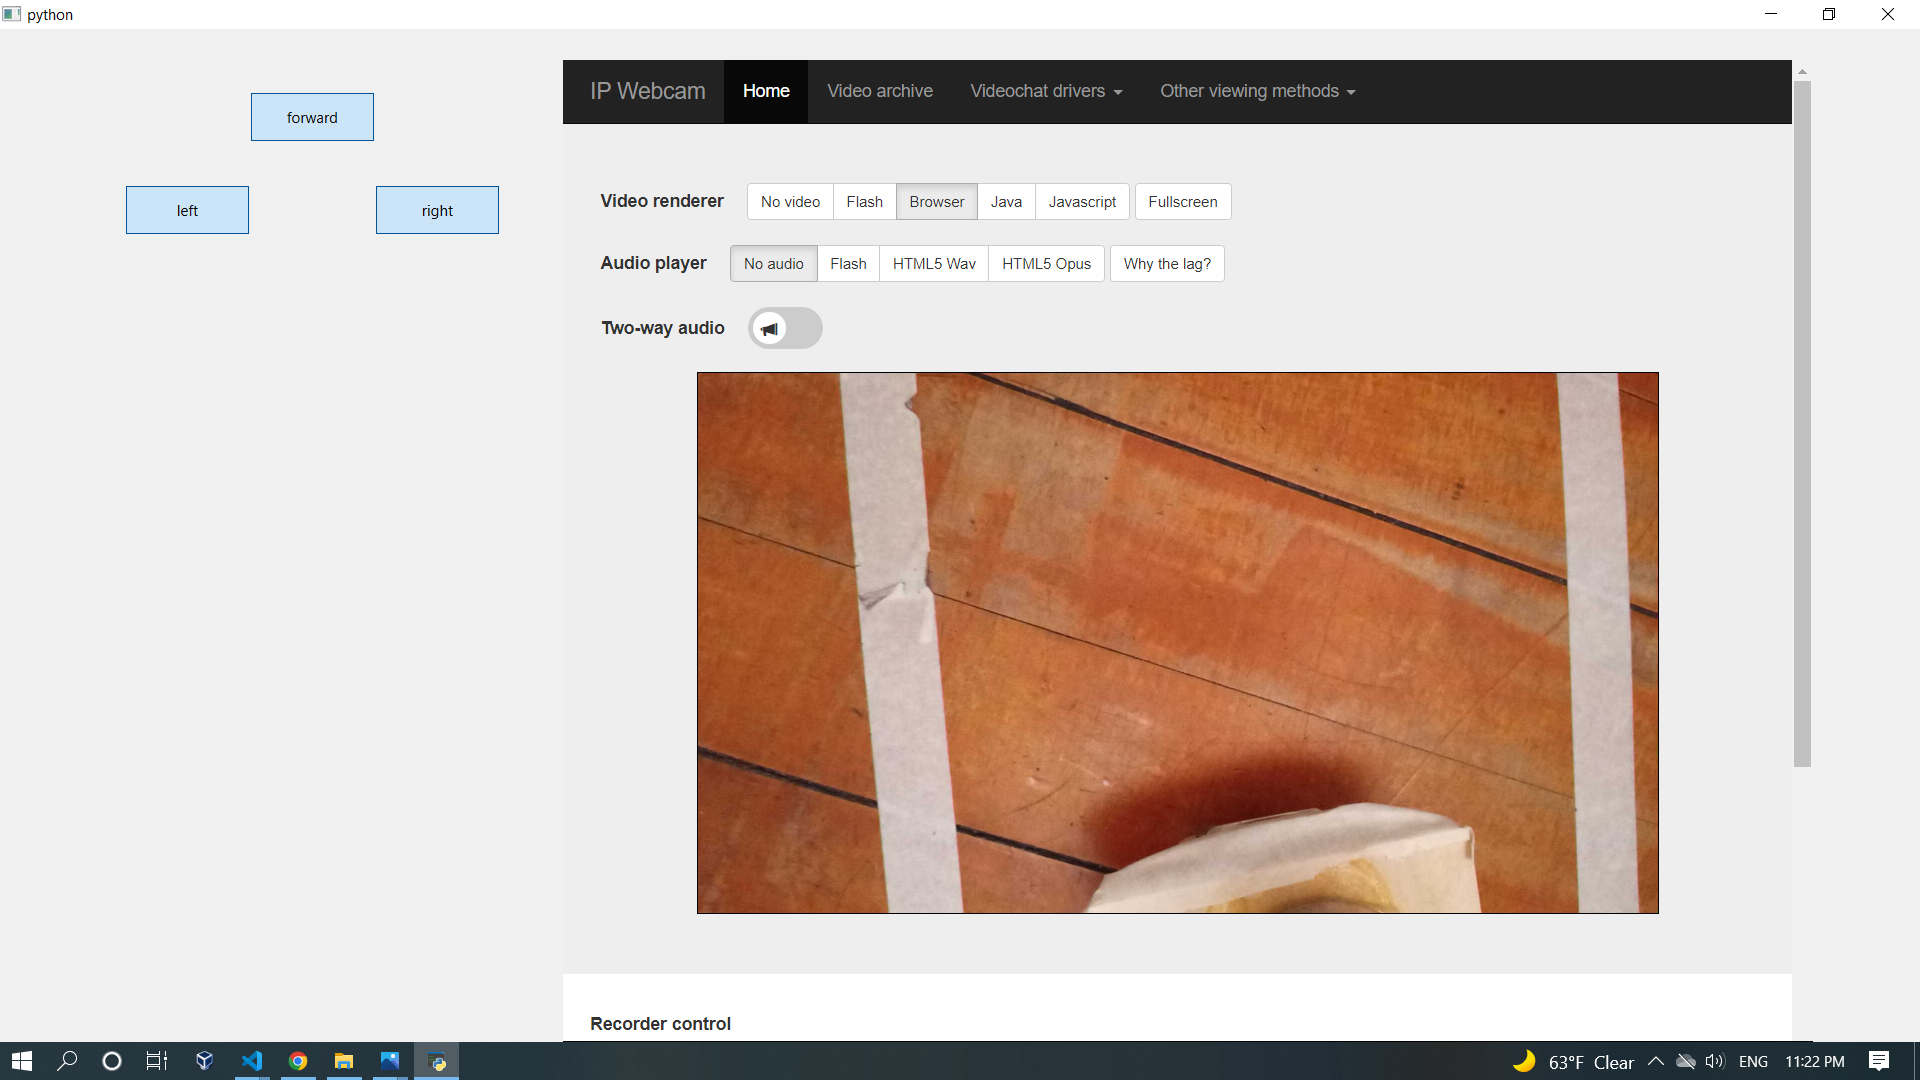 python
forward
left
right
IP Webcam Home Video archive Videochat drivers Other viewing methods
Video renderer No video Flash Browser Java Javascript Fullscreen
Audio player No audio Flash HTML5 Wav HTML5 Opus Why the lag?
Two-way audio
Recorder control
63°F Clear ENG 11:22 PM